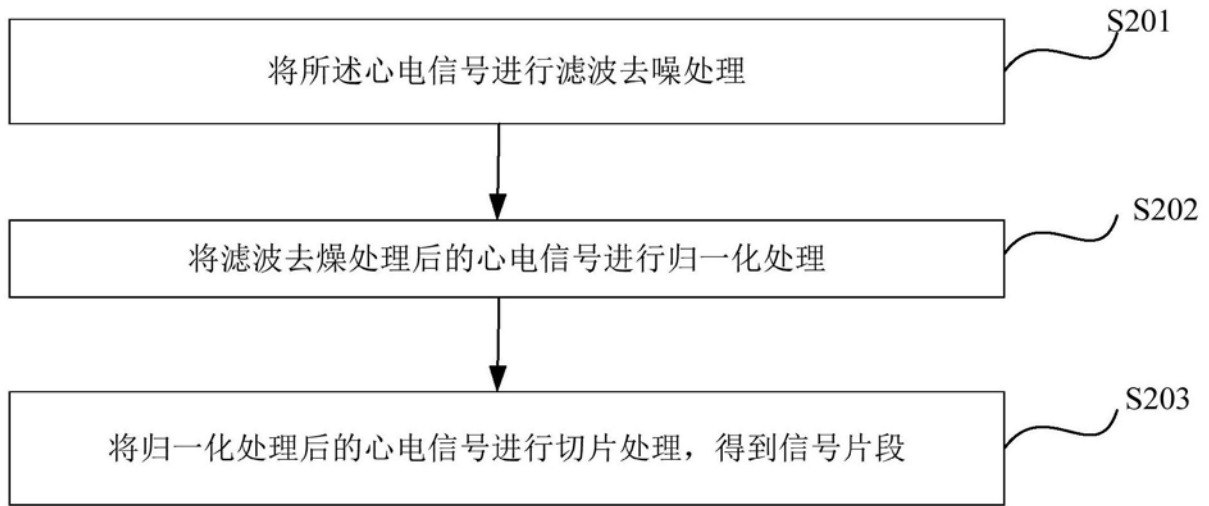 S201
将所述心电信号进行滤波去噪处理
S202
将滤波去燥处理后的心电信号进行归一化处理
S203
将归一化处理后的心电信号进行切片处理，得到信号片段